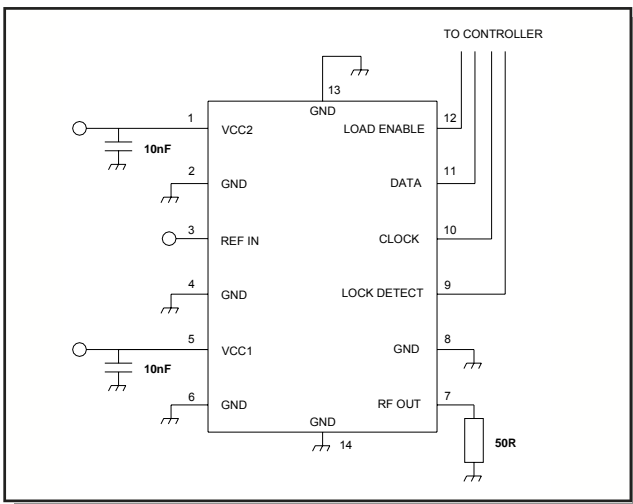 TO CONTROLLER
13
GND
1
VCC2
LOAD ENABLE
12
10nF
2
GND
DATA
11
3
REF IN
CLOCK
10
4
GND
LOCK DETECT
9
5
VCC1
GND
8
10nF
6
GND
RF OUT
7
GND
14
50R